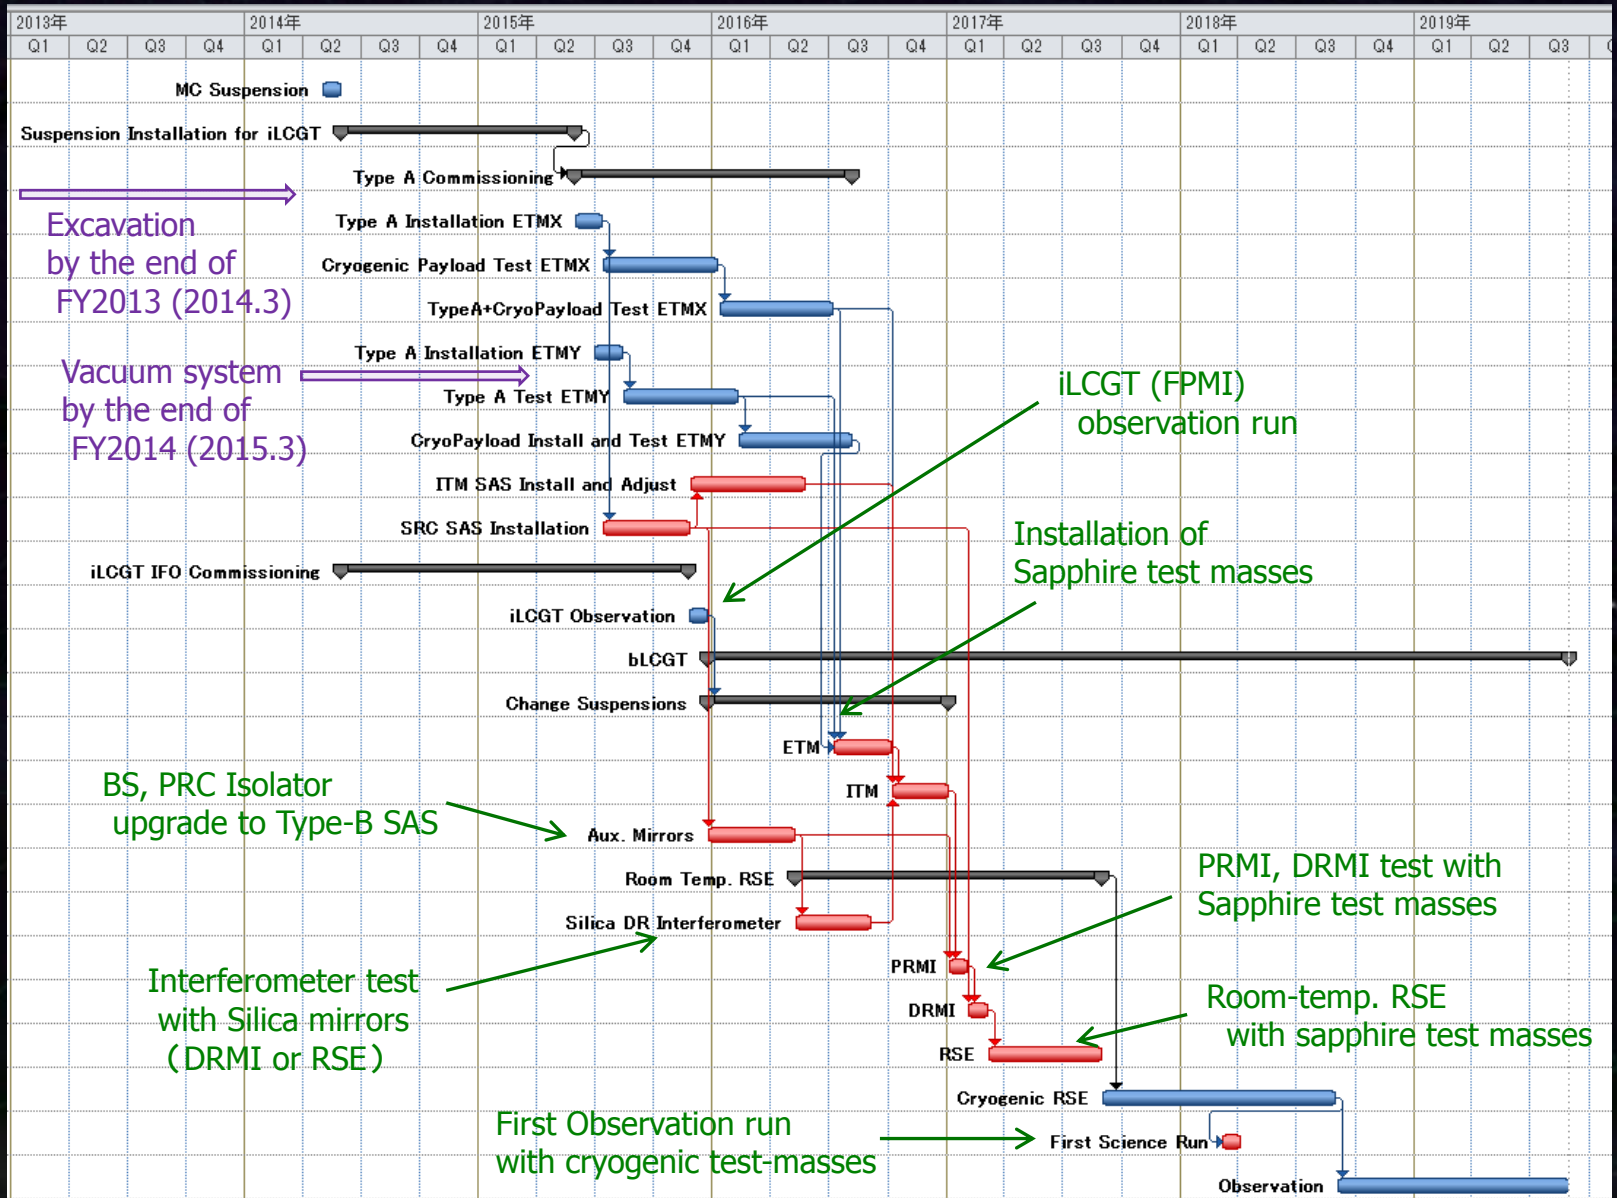 2013年 2014年 2015年 2016年 2017年 2018年 2019年
Q1 Q2 Q3 Q4 Q1 Q2 Q3 Q4 Q1 Q2 Q3 Q4 Q1 Q2 Q3 Q4 Q1 Q2 Q3 Q4 Q1 Q2 Q3 Q4 Q1 Q2 Q3
MC Suspension
Suspension Installation for iLCGT
Type A Commissioning
Excavation
by the end of
FY2013 (2014.3)
Type A Installation ETMX
Cryogenic Payload Test ETMX
TypeA+CryoPayload Test ETMX
Type A Installation ETMY
Vacuum system
by the end of
FY2014 (2015.3)
Type A Test ETMY
iLCGT (FPMI)
observation run
CryoPayload Install and Test ETMY
ITM SAS Install and Adjust
SRC SAS Installation
Installation of
Sapphire test masses
iLCGT IFO Commissioning
iLCGT Observation
bLCGT
Change Suspensions
ETM
ITM
BS, PRC Isolator
upgrade to Type-B SAS
Aux. Mirrors
Room Temp. RSE
PRMI, DRMI test with
Sapphire test masses
Silica DR Interferometer
PRMI
Interferometer test
with Silica mirrors
(DRMI or RSE)
DRMI
Room-temp. RSE
with sapphire test masses
RSE
Cryogenic RSE
First Observation run
with cryogenic test-masses
First Science Run
Observation